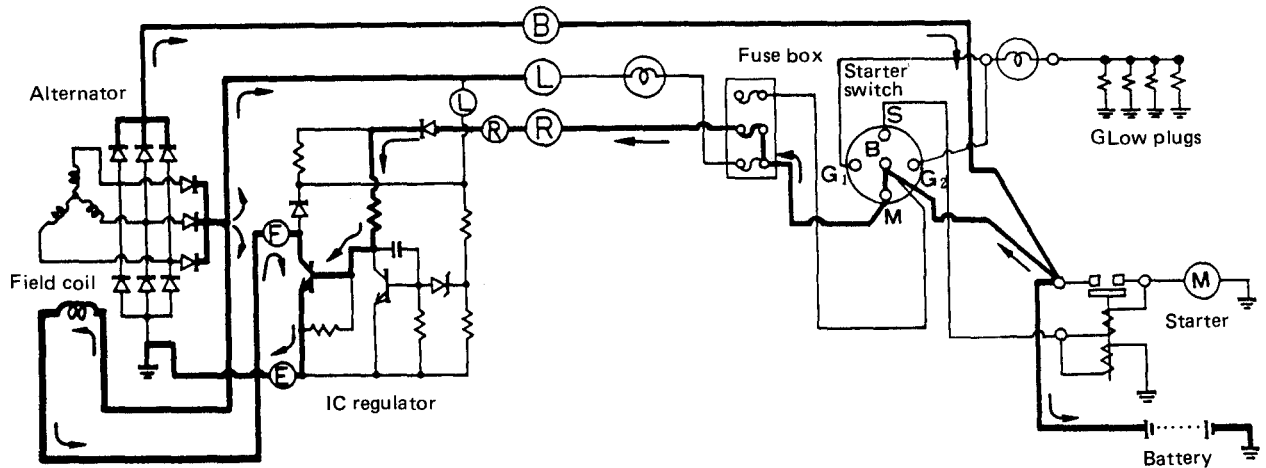 B
Fuse box
L
Starter
switch
Alternator
L
S
R
R
GLow plugs
B
G1
G2
M
F
Field coil
M
Starter
E
IC regulator
Battery